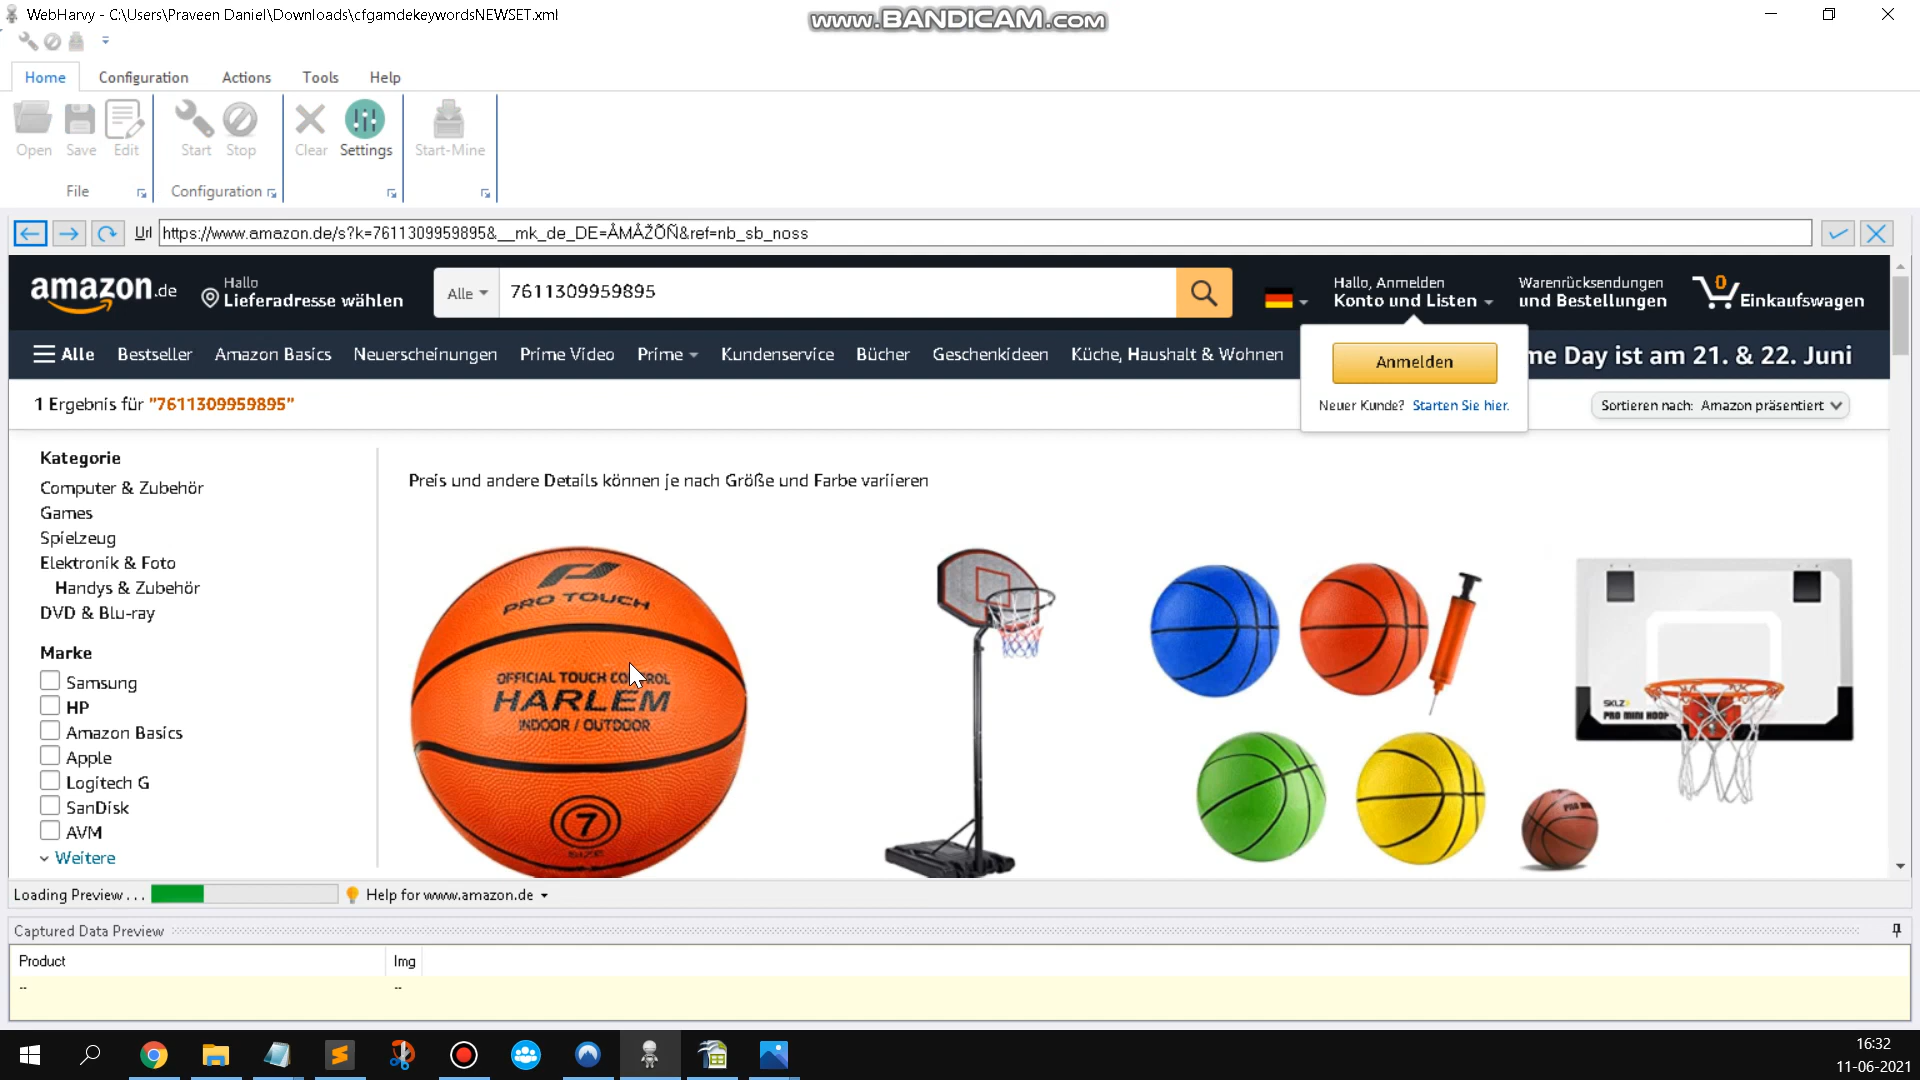 WebHarvy - C:\Users\Praveen Daniel\Downloads\cfgamdekeywordsNEWSET.xml
www.BANDICAM.com
Home Configuration Actions Tools Help
Open Save Edit Start Stop Clear Settings Start-Mine
File Configuration
Url https://www.amazon.de/s?k=7611309959895&__mk_de_DE=ÅMÅŽÕÑ&ref=nb_sb_noss
amazon.de
Hallo
Lieferadresse wählen
Alle
7611309959895
Hallo, Anmelden
Konto und Listen
Warenrücksendungen
und Bestellungen
0
Einkaufswagen
Alle Bestseller Amazon Basics Neuerscheinungen Prime Video Prime Kundenservice Bücher Geschenkideen Küche, Haushalt & Wohnen
me Day ist am 21. & 22. Juni
Anmelden
Neuer Kunde? Starten Sie hier.
1 Ergebnis für "7611309959895"
Sortieren nach: Amazon präsentiert
Kategorie
Computer & Zubehör
Games
Spielzeug
Elektronik & Foto
Handys & Zubehör
DVD & Blu-ray
Marke
Samsung
HP
Amazon Basics
Apple
Logitech G
SanDisk
AVM
Weitere
Preis und andere Details können je nach Größe und Farbe variieren
PRO TOUCH
OFFICIAL TOUCH
HARLEM
INDOOR / OUTDOOR
7
SKLZ
PRO MINI HOOP
Loading Preview . . .
Help for www.amazon.de
Captured Data Preview
Product Img
-- --
16:32
11-06-2021